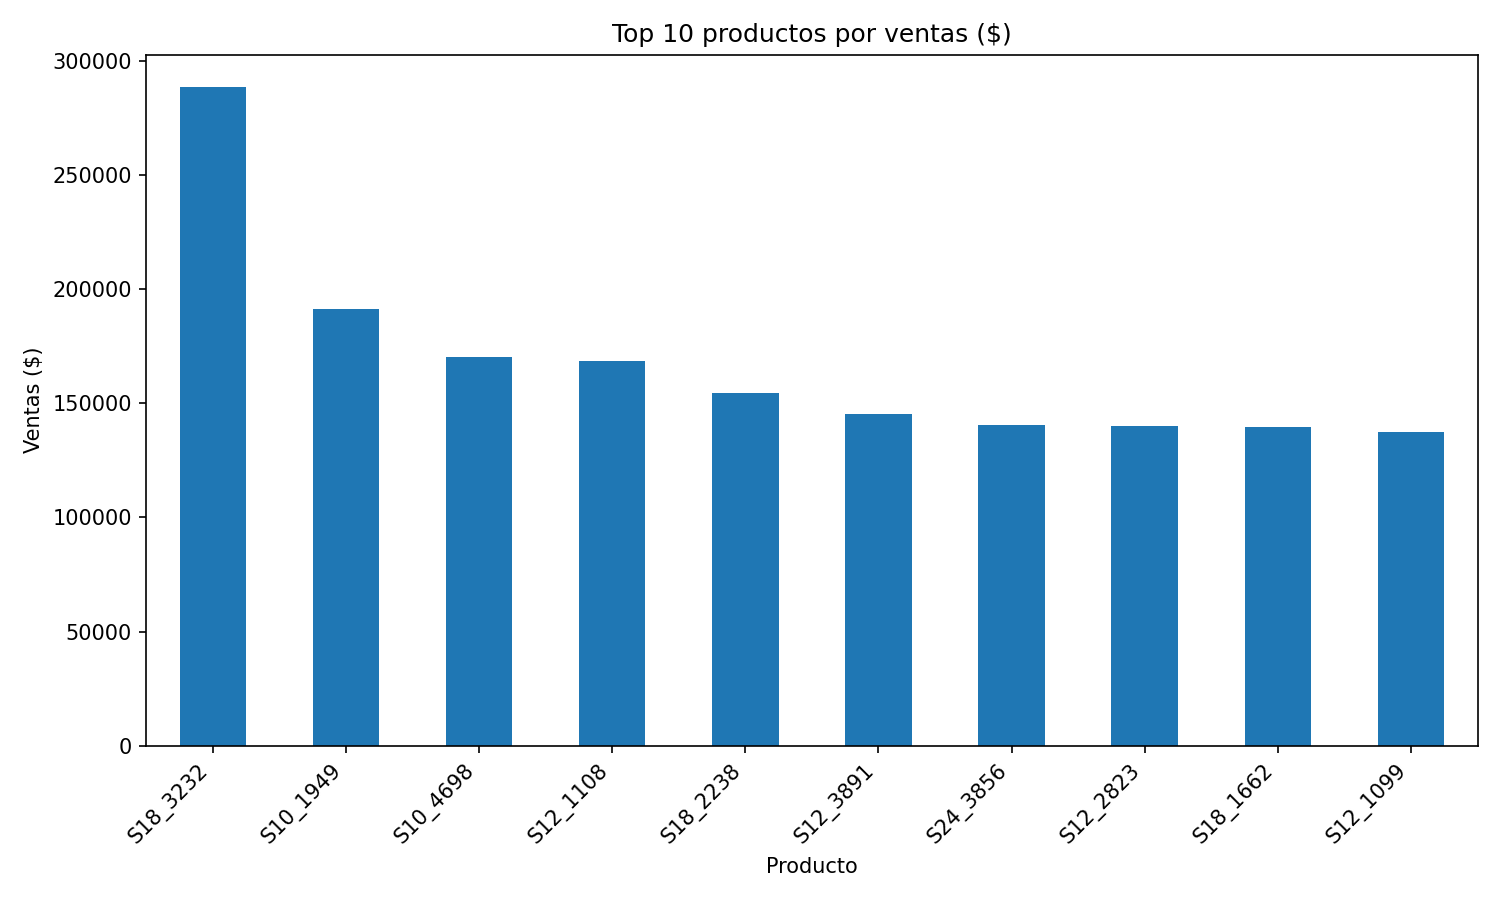 Top 10 productos por ventas ($)
300000
250000
200000
150000
100000
50000
0
Ventas ($)
S18_3232
S10_1949
S10_4698
S12_1108
S18_2238
S12_3891
S24_3856
S12_2823
S18_1662
S12_1099
Producto